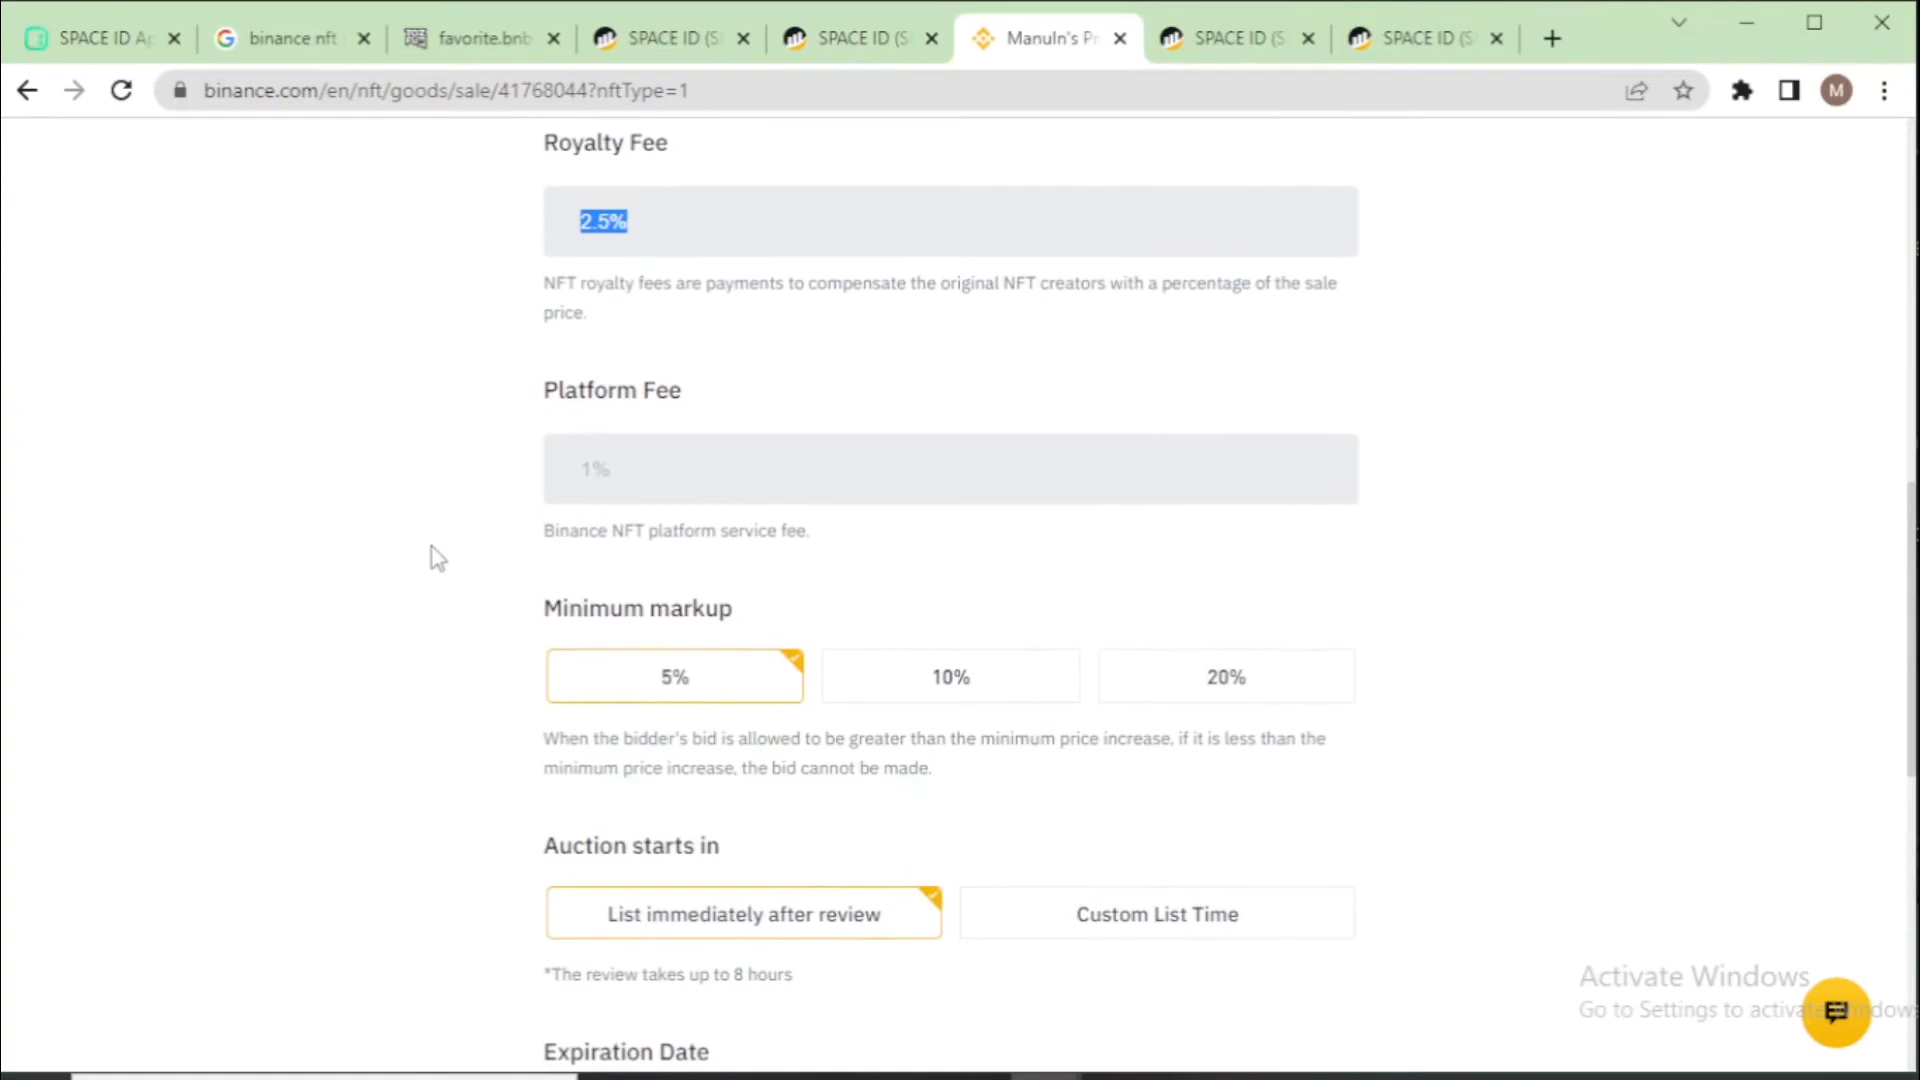 SPACE ID Ap
binance nft
favorite.bnb
SPACE ID (S
SPACE ID (S
ManuIn's Pr
SPACE ID (S
SPACE ID (S
binance.com/en/nft/goods/sale/41768044?nftType=1
M
Royalty Fee
2.5%
NFT royalty fees are payments to compensate the original NFT creators with a percentage of the sale
price.
Platform Fee
1%
Binance NFT platform service fee.
Minimum markup
5%
10%
20%
When the bidder's bid is allowed to be greater than the minimum price increase, if it is less than the
minimum price increase, the bid cannot be made.
Auction starts in
List immediately after review
Custom List Time
*The review takes up to 8 hours
Activate Windows
Go to Settings to activate Windows
Expiration Date